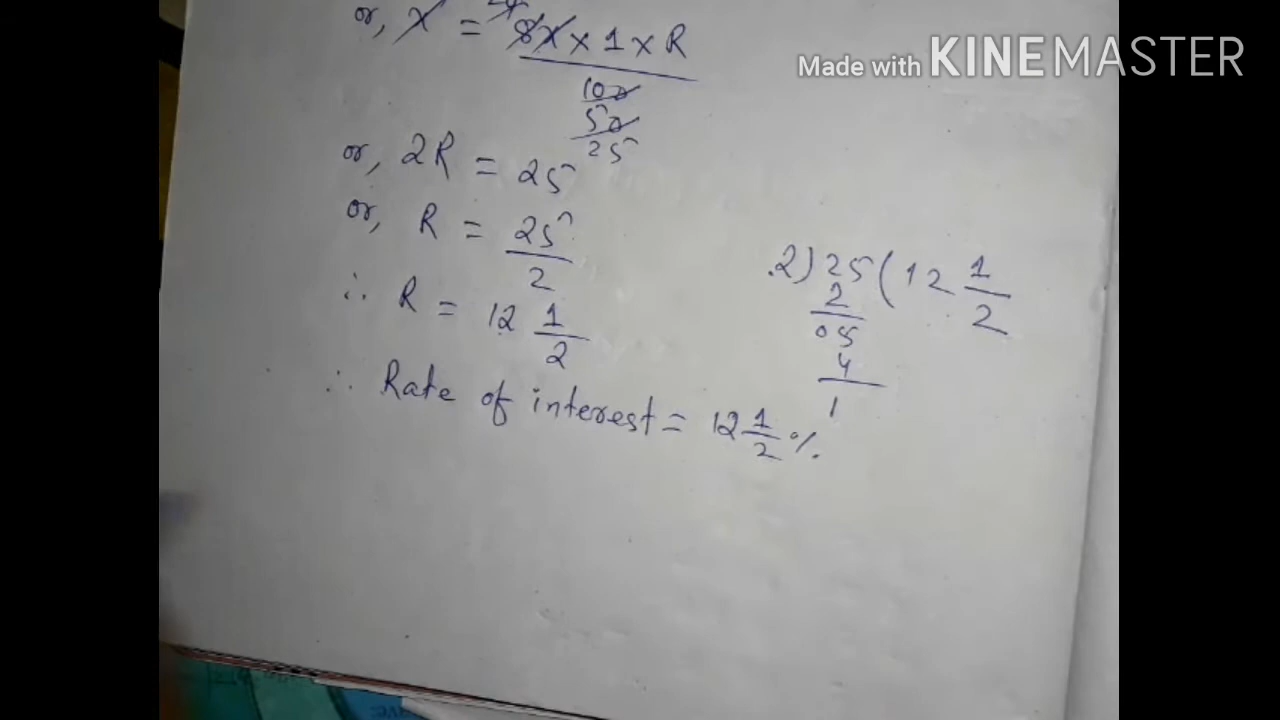 or, x = 8x × 1 × R
100
50
25
Made with KINEMASTER
or, 2R = 25
or, R = 25/2
∴ R = 12 1/2
2) 25 ( 12 1/2
2
05
4
1
∴ Rate of interest = 12 1/2 %